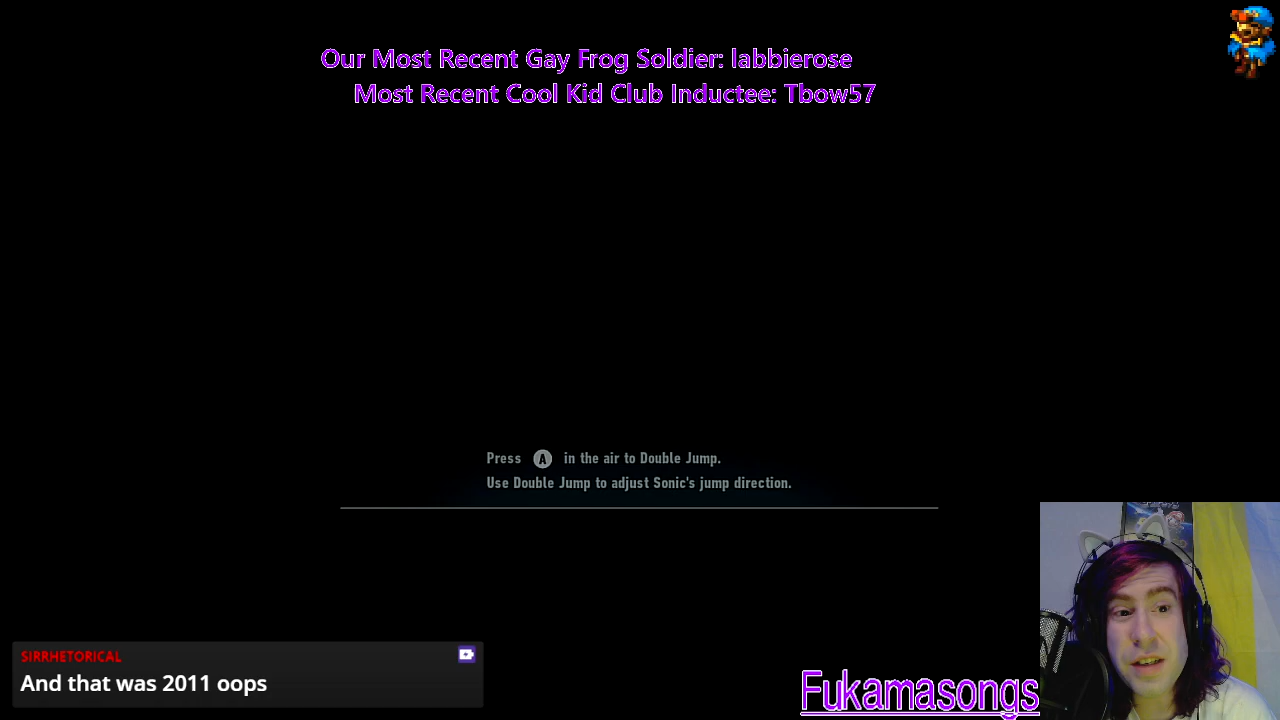 Our Most Recent Gay Frog Soldier: labbierose
Most Recent Cool Kid Club Inductee: Tbow57
Press A in the air to Double Jump.
Use Double Jump to adjust Sonic's jump direction.
SIRRHETORICAL
And that was 2011 oops
Fukamasongs